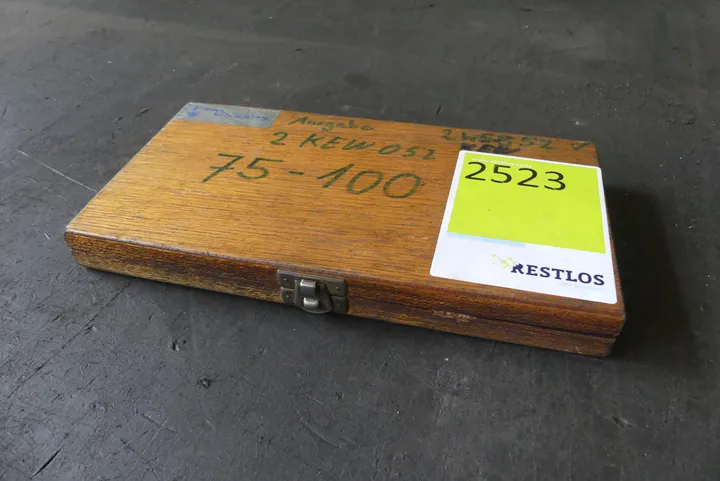 Ausgabe
2 KEW 052
75-100
2523
RESTLOS